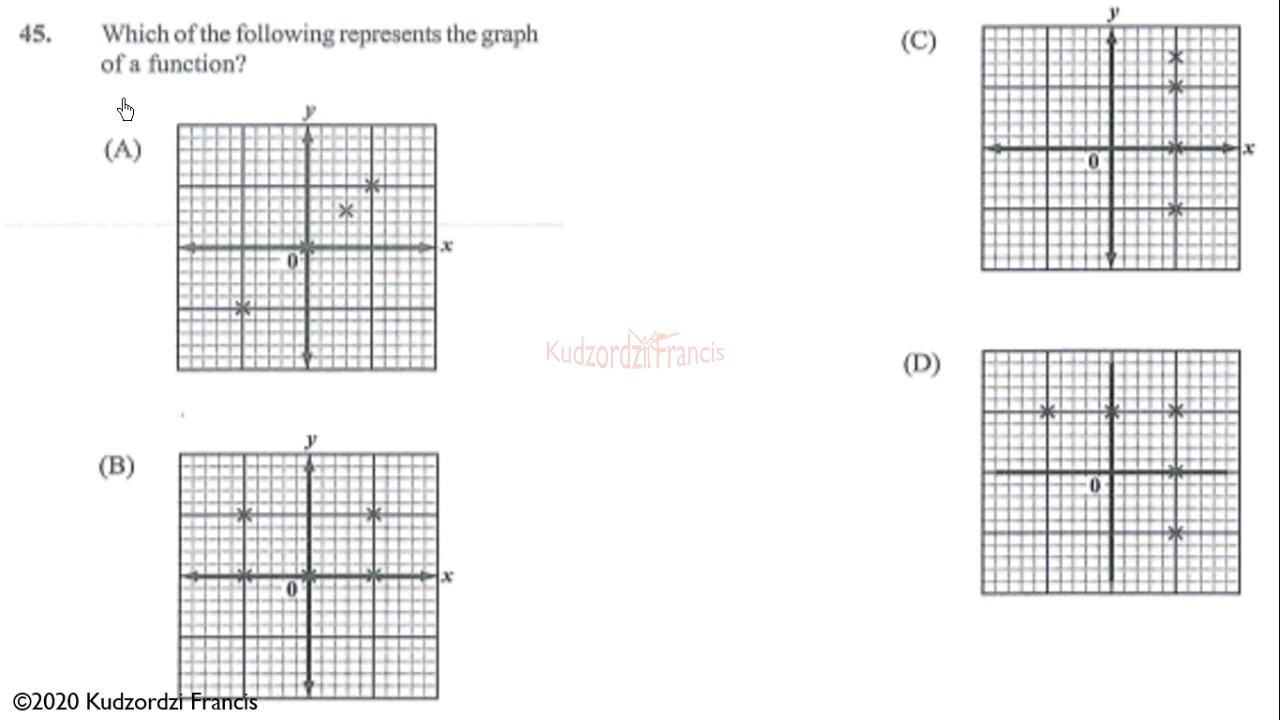 45. Which of the following represents the graph
of a function?
(A)
y
x
0
(B)
y
x
0
(C)
y
x
0
(D)
0
Kudzordzi Francis
©2020 Kudzordzi Francis